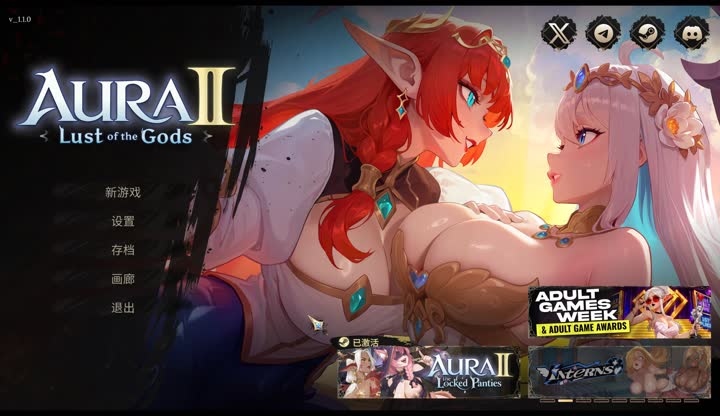 v_1.1.0
AURA II
Lust of the Gods
新游戏
设置
存档
画廊
退出
ADULT
GAMES
WEEK
& ADULT GAME AWARDS
已激活
AURA II
Locked Panties
INTERNS